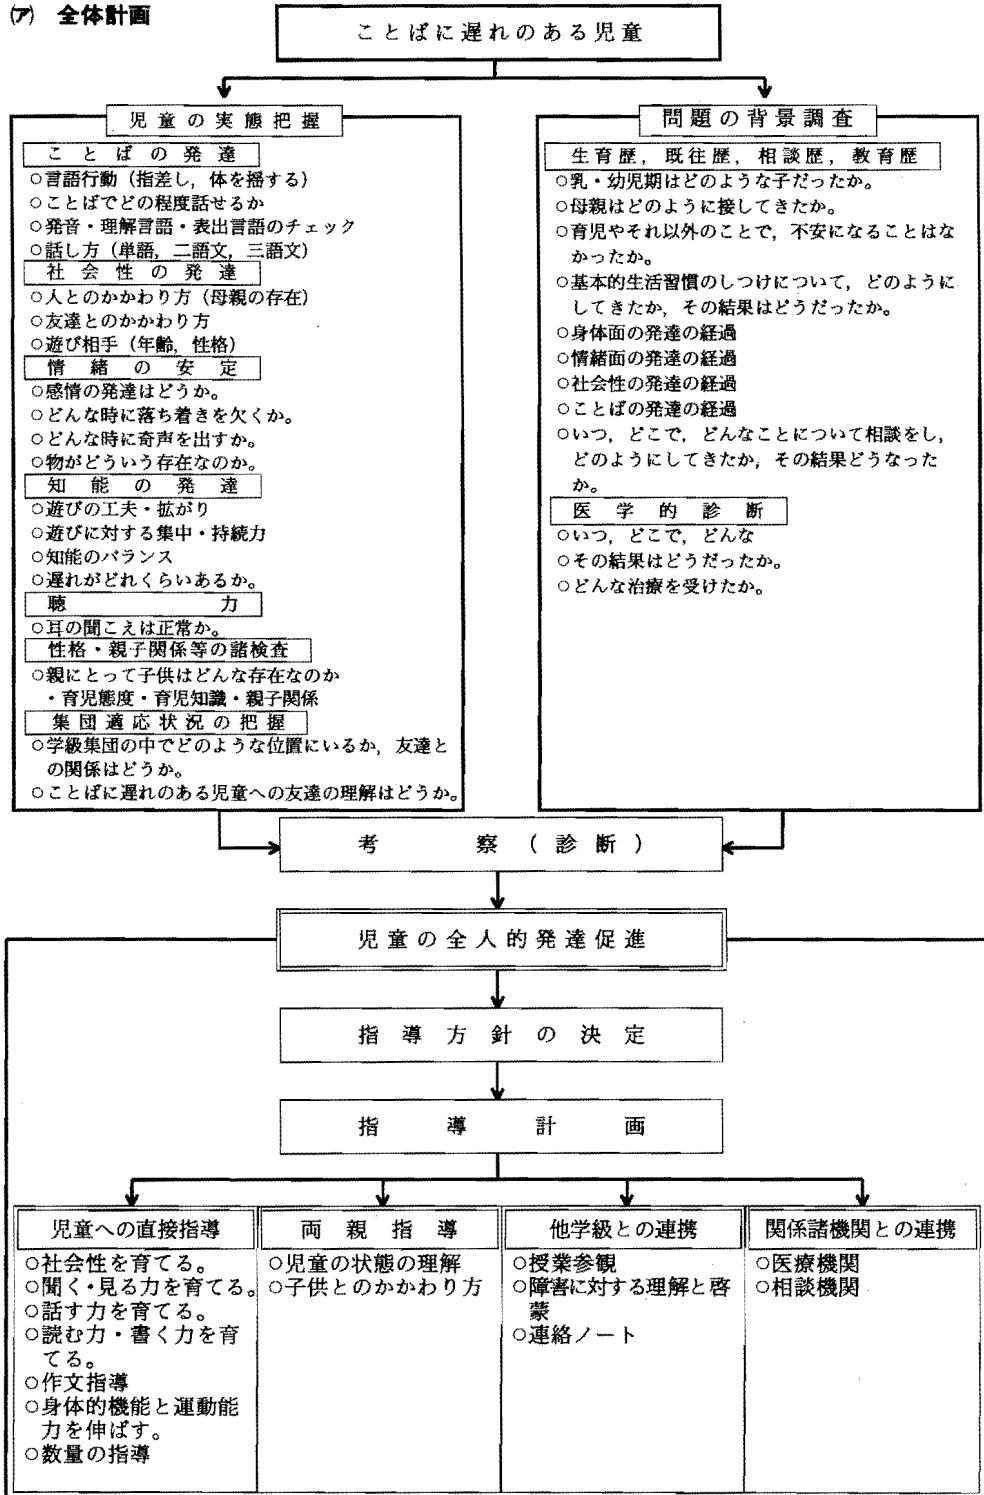 (ア) 全体計画
ことばに遅れのある児童
児童の実態把握
ことばの発達
○言語行動（指差し，体を揺する）
○ことばでどの程度話せるか
○発音・理解言語・表出言語のチェック
○話し方（単語，二語文，三語文）
社会性の発達
○人とのかかわり方（母親の存在）
○友達とのかかわり方
○遊び相手（年齢，性格）
情緒の安定
○感情の発達はどうか。
○どんな時に落ち着きを欠くか。
○どんな時に奇声を出すか。
○物がどういう存在なのか。
知能の発達
○遊びの工夫・拡がり
○遊びに対する集中・持続力
○知能のバランス
○遅れがどれくらいあるか。
聴力
○耳の聞こえは正常か。
性格・親子関係等の諸検査
○親にとって子供はどんな存在なのか
・育児態度・育児知識・親子関係
集団適応状況の把握
○学級集団の中でどのような位置にいるか，友達と
の関係はどうか。
○ことばに遅れのある児童への友達の理解はどうか。
問題の背景調査
生育歴，既往歴，相談歴，教育歴
○乳・幼児期はどのような子だったか。
○母親はどのように接してきたか。
○育児やそれ以外のことで，不安になることはな
かったか。
○基本的生活習慣のしつけについて，どのように
してきたか，その結果はどうだったか。
○身体面の発達の経過
○情緒面の発達の経過
○社会性の発達の経過
○ことばの発達の経過
○いつ，どこで，どんなことについて相談をし，
どのようにしてきたか，その結果どうなった
か。
医学的診断
○いつ，どこで，どんな
○その結果はどうだったか。
○どんな治療を受けたか。
考察（診断）
児童の全人的発達促進
指導方針の決定
指導計画
児童への直接指導
○社会性を育てる。
○聞く・見る力を育てる。
○話す力を育てる。
○読む力・書く力を育
てる。
○作文指導
○身体的機能と運動能
力を伸ばす。
○数量の指導
両親指導
○児童の状態の理解
○子供とのかかわり方
他学級との連携
○授業参観
○障害に対する理解と啓
蒙
○連絡ノート
関係諸機関との連携
○医療機関
○相談機関